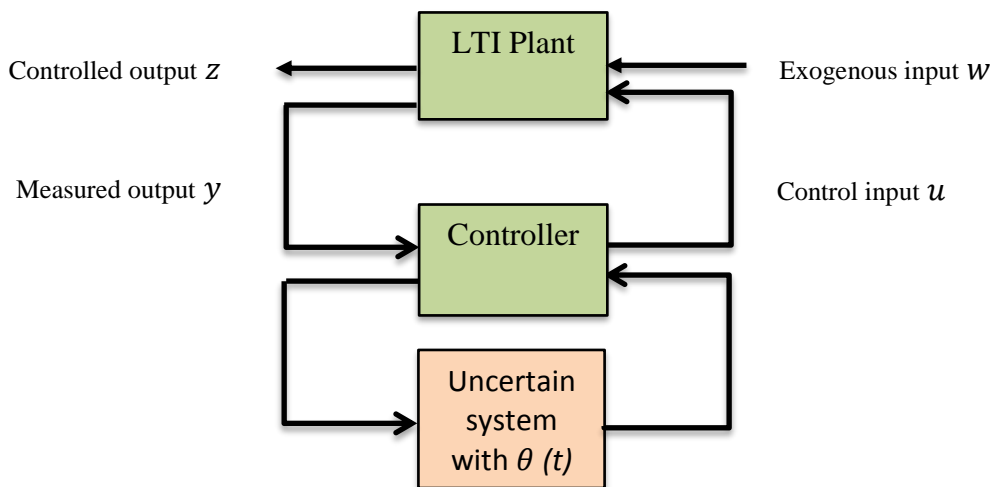 LTI Plant
Controlled output z
Exogenous input w
Measured output y
Control input u
Controller
Uncertain
system
with θ (t)